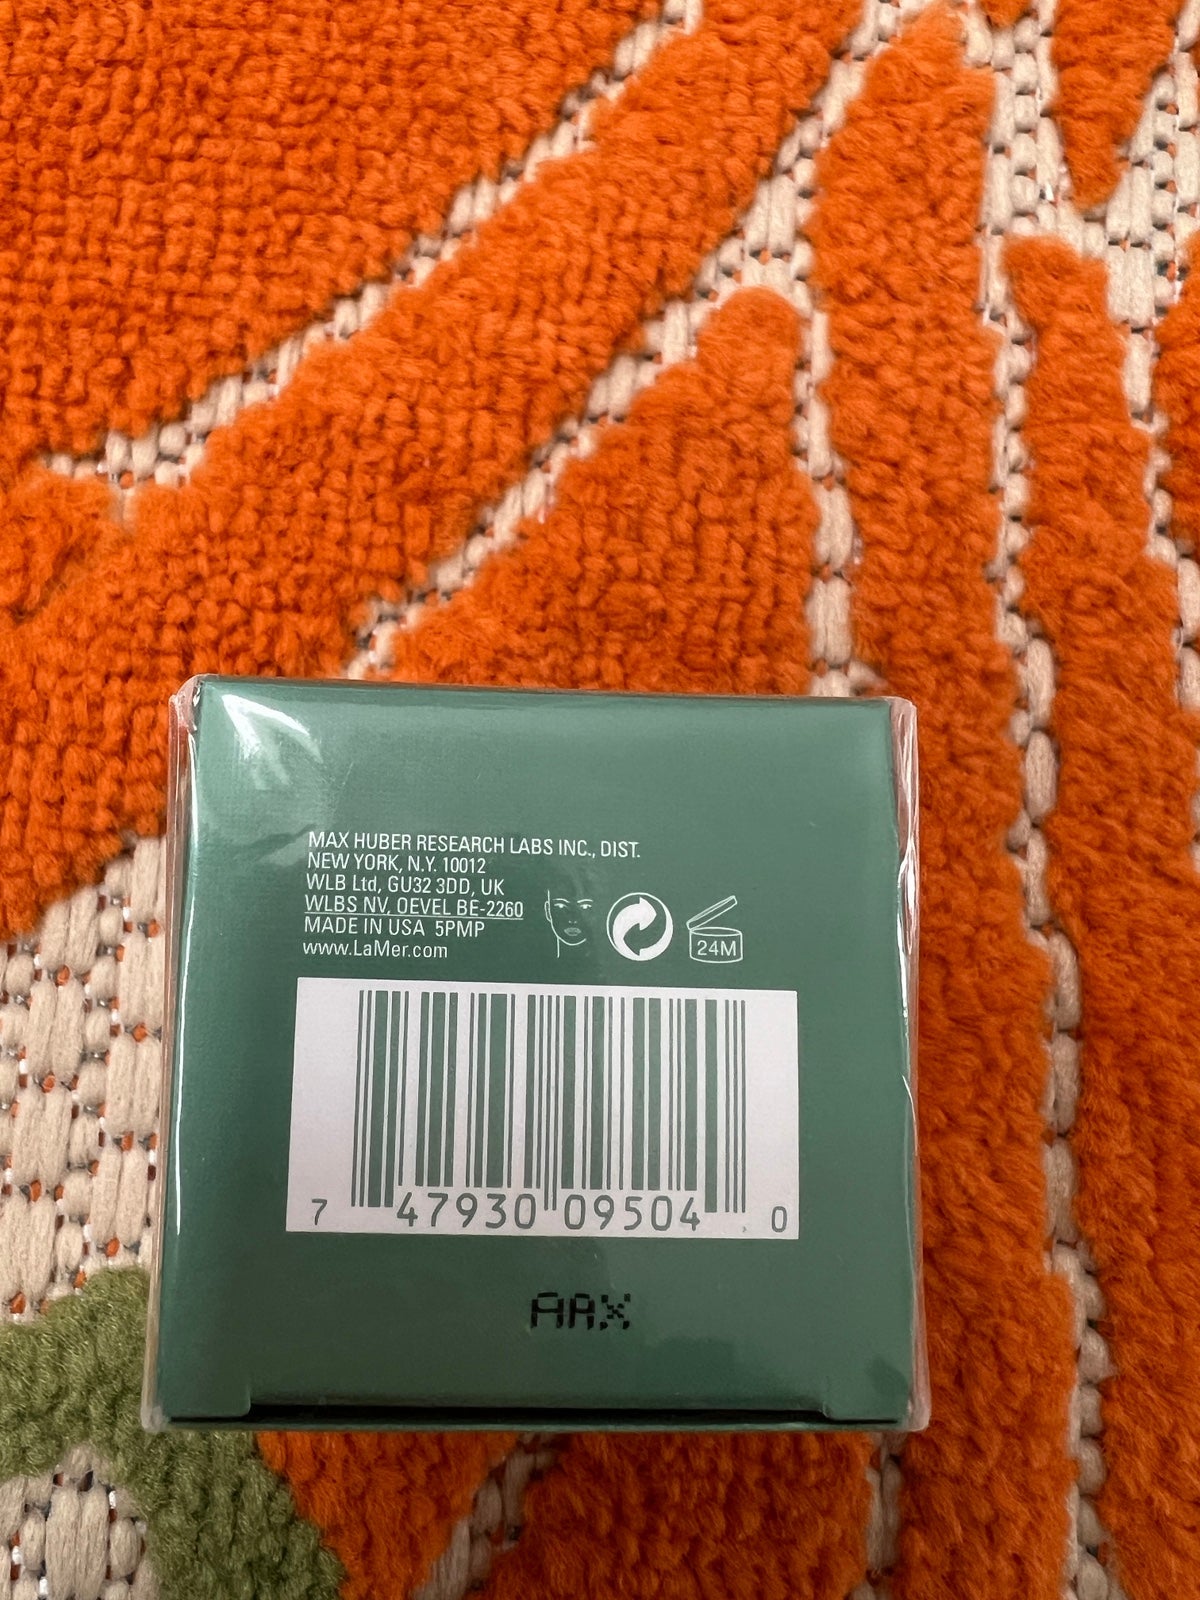 MAX HUBER RESEARCH LABS INC., DIST.
NEW YORK, N.Y. 10012
WLB Ltd, GU32 3DD, UK
WLBS NV, OEVEL BE-2260
MADE IN USA 5PMP
www.LaMer.com
24M
7 47930 09504 0
AAX